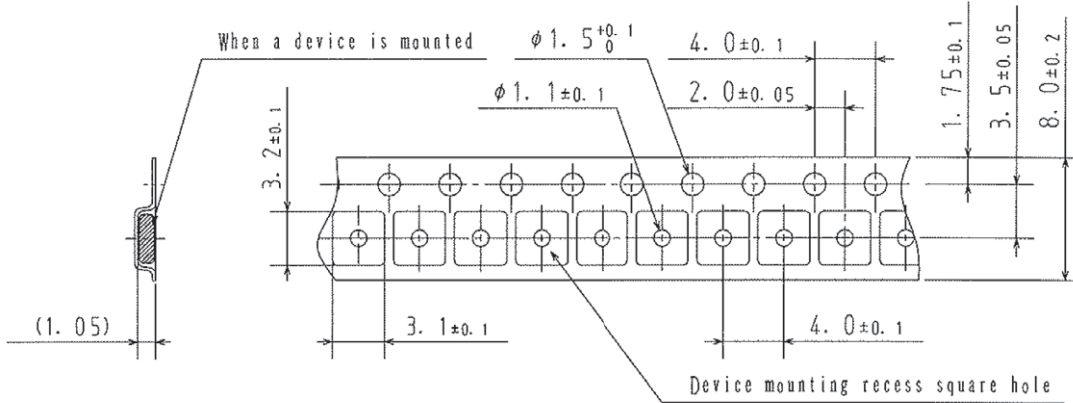 When a device is mounted
φ1. 5 +0. 1 0
4. 0±0. 1
φ1. 1±0. 1
2. 0±0. 05
1. 75±0. 1
3. 5±0. 05
8. 0±0. 2
3. 2±0. 1
(1. 05)
3. 1±0. 1
4. 0±0. 1
Device mounting recess square hole